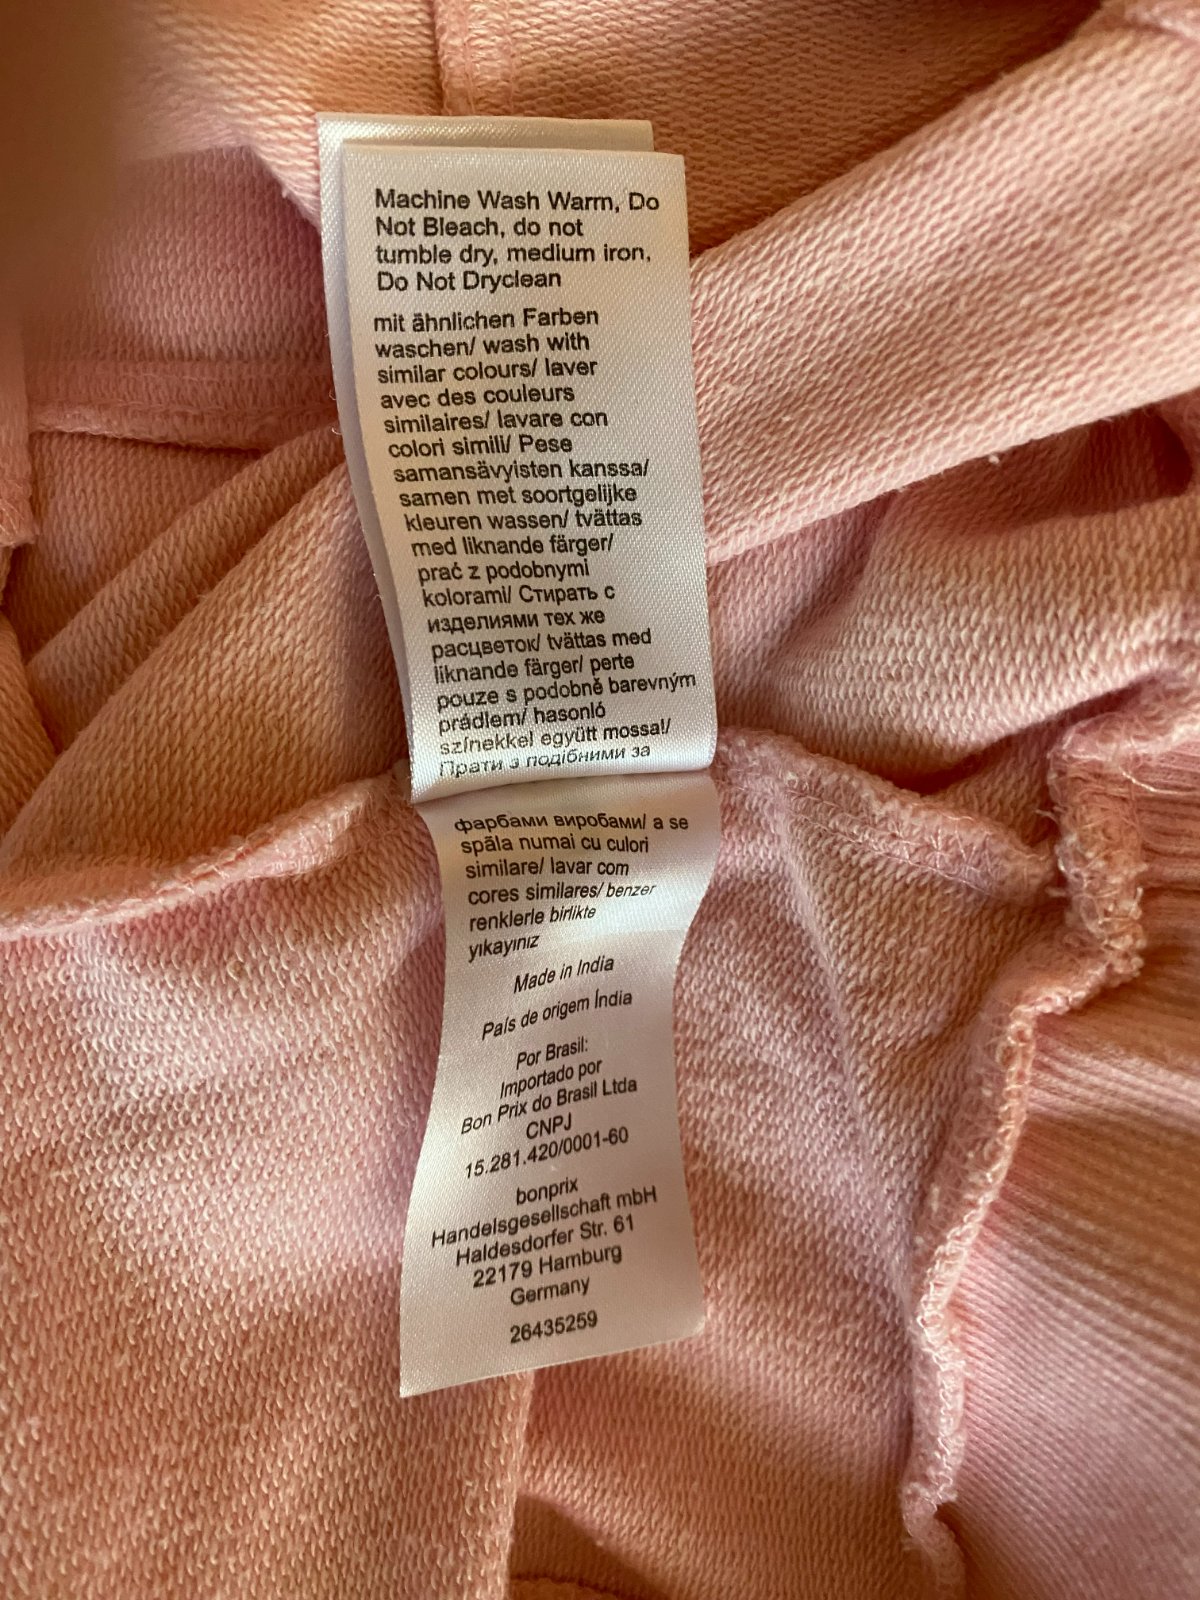 Machine Wash Warm, Do
Not Bleach, do not
tumble dry, medium iron,
Do Not Dryclean
mit ähnlichen Farben
waschen/ wash with
similar colours/ laver
avec des couleurs
similaires/ lavare con
colori simili/ Pese
samansävyisten kanssa/
samen met soortgelijke
kleuren wassen/ tvättas
med liknande färger/
prać z podobnymi
kolorami/ Стирать с
изделиями тех же
расцветок/ tvättas med
liknande färger/ perte
pouze s podobně barevným
prádlem/ hasonló
színekkel együtt mossa!/
Прати з подібними за
фарбами виробами/ a se
spãla numai cu culori
similare/ lavar com
cores similares/ benzer
renklerle birlikte
yıkayınız
Made in India
País de origem Índia
Por Brasil:
Importado por
Bon Prix do Brasil Ltda
CNPJ
15.281.420/0001-60
bonprix
Handelsgesellschaft mbH
Haldesdorfer Str. 61
22179 Hamburg
Germany
26435259